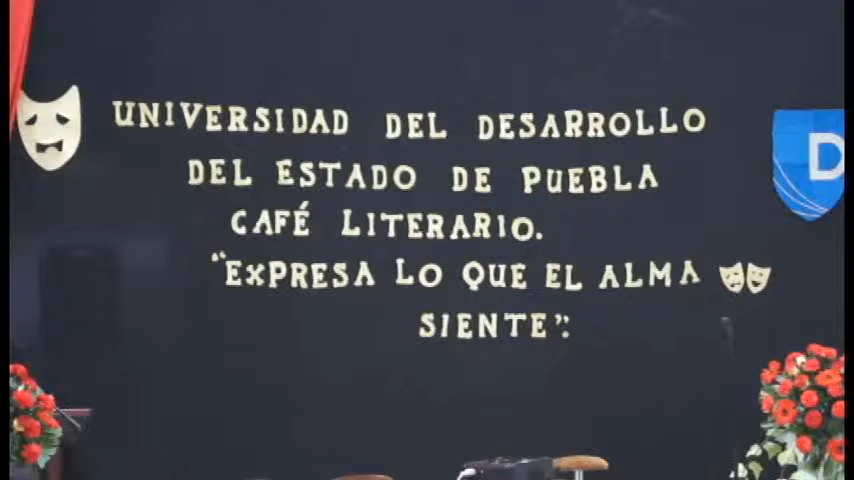 UNIVERSIDAD DEL DESARROLLO
DEL ESTADO DE PUEBLA
CAFÉ LITERARIO.
"EXPRESA LO QUE EL ALMA
SIENTE".
D